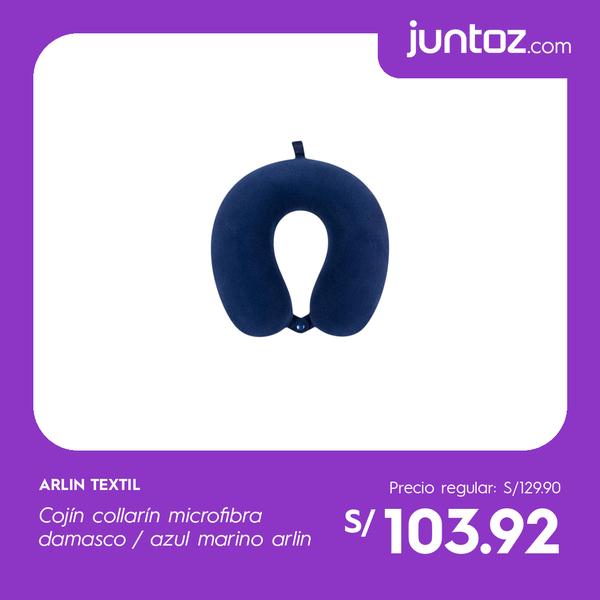 juntoz.com
ARLIN TEXTIL
Cojín collarín microfibra
damasco / azul marino arlin
Precio regular: S/129.90
S/ 103.92